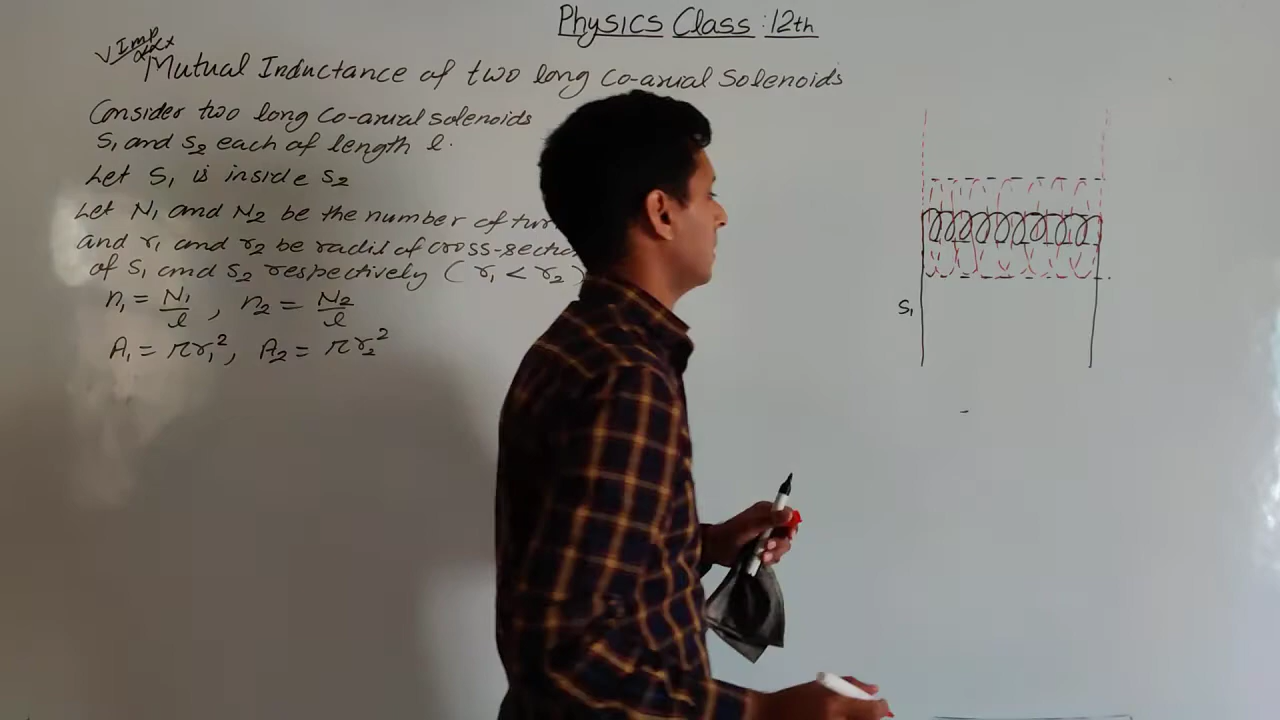 Physics Class : 12th
V Imp
Mutual Inductance of two long Co-axial Solenoids
Consider two long Co-axial solenoids
S₁ and S₂ each of length l.
Let S₁ is inside S₂
Let N₁ and N₂ be the number of tur
and r₁ and r₂ be radii of cross-section
of S₁ and S₂ respectively ( r₁ < r₂ )
n₁ = N₁/l , n₂ = N₂/l
A₁ = πr₁² , A₂ = πr₂²
S₁